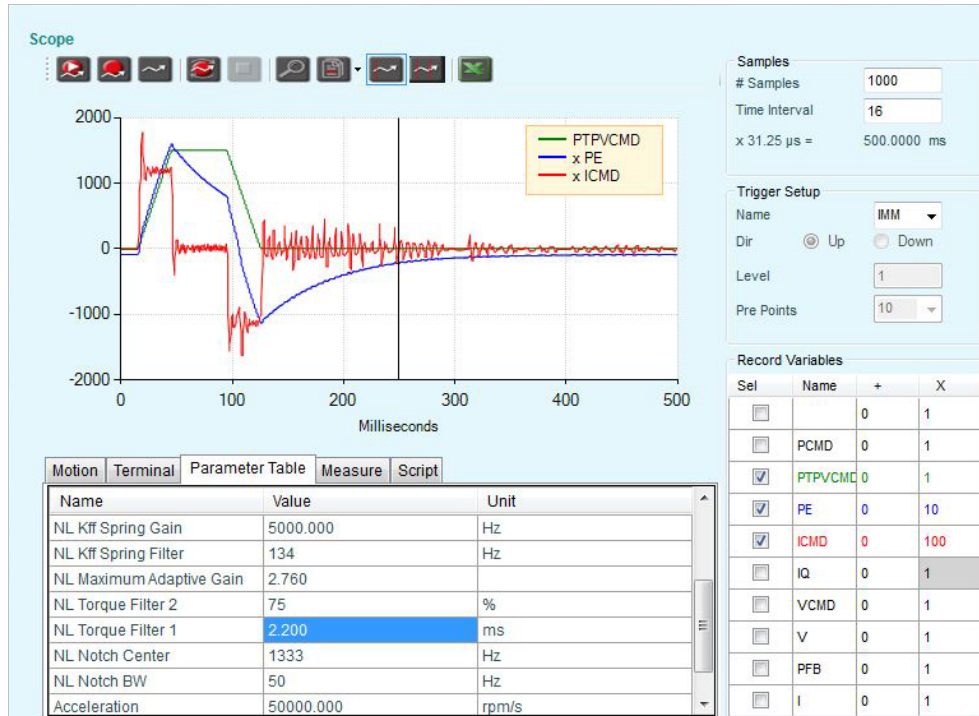 Scope
2000
1000
0
-1000
-2000
0 100 200 300 400 500
Milliseconds
PTPVCMD
x PE
x ICMD
Motion Terminal Parameter Table Measure Script
Name Value Unit
NL Kff Spring Gain 5000.000 Hz
NL Kff Spring Filter 134 Hz
NL Maximum Adaptive Gain 2.760
NL Torque Filter 2 75 %
NL Torque Filter 1 2.200 ms
NL Notch Center 1333 Hz
NL Notch BW 50 Hz
Acceleration 50000.000 rpm/s
Samples
# Samples 1000
Time Interval 16
x 31.25 µs = 500.0000 ms
Trigger Setup
Name IMM
Dir Up Down
Level 1
Pre Points 10
Record Variables
Sel Name + X
0 1
PCMD 0 1
PTPVCMD 0 1
PE 0 10
ICMD 0 100
IQ 0 1
VCMD 0 1
V 0 1
PFB 0 1
I 0 1